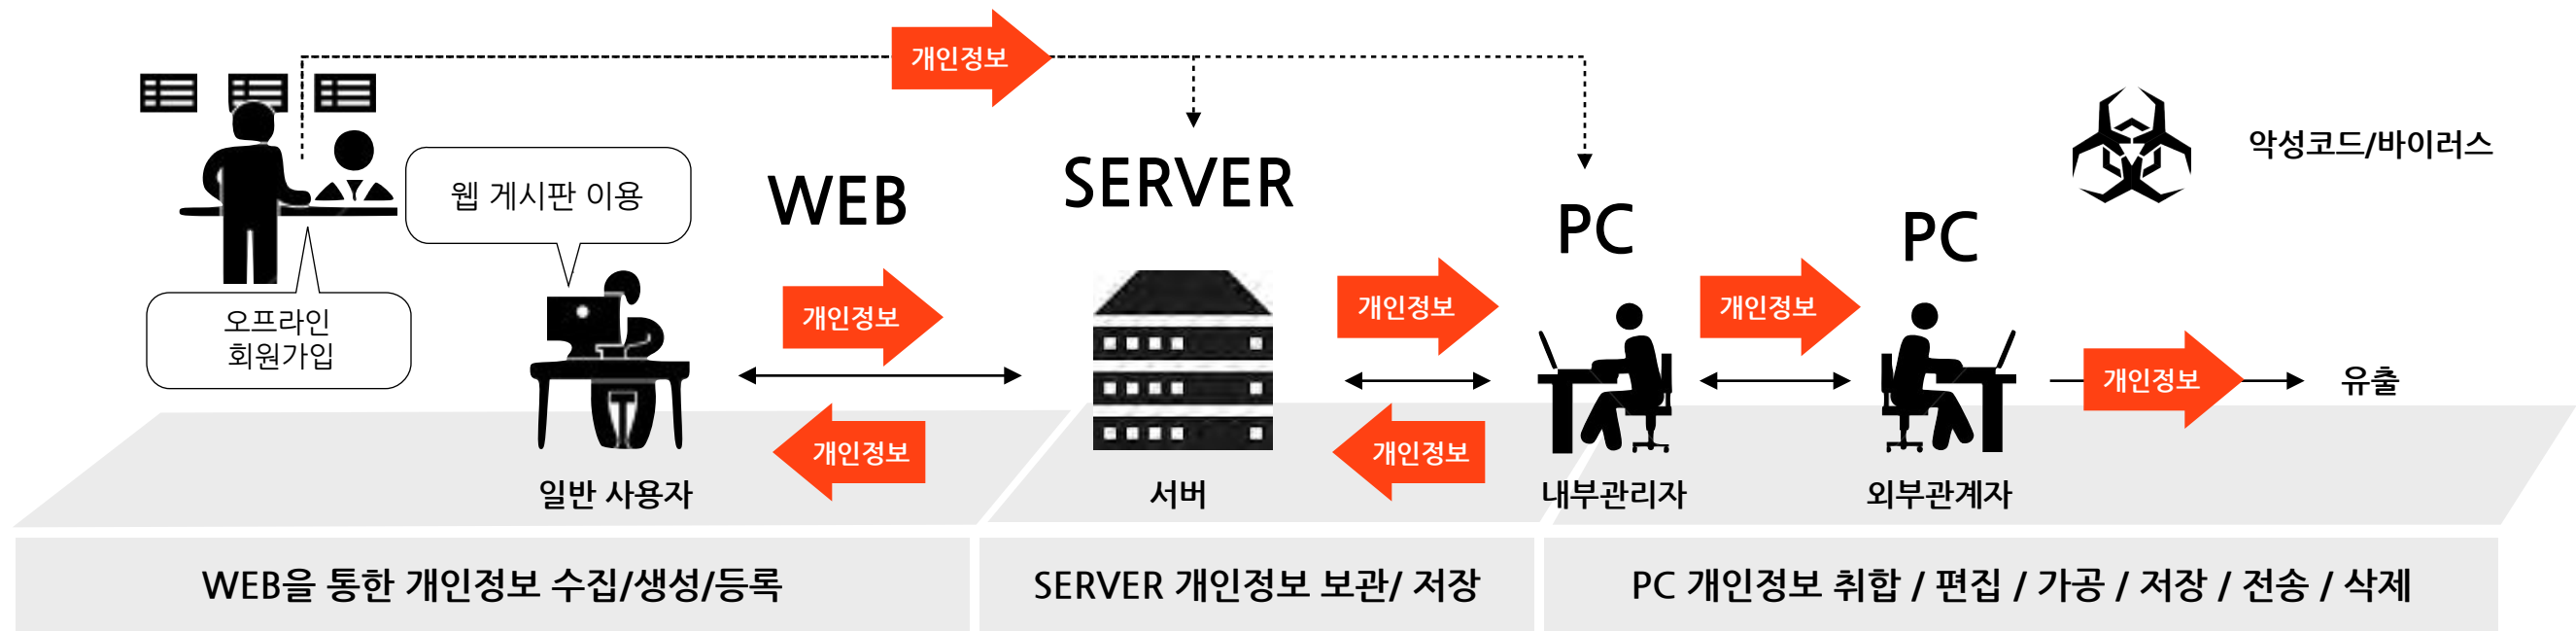 개인정보
악성코드/바이러스
웹 게시판 이용
WEB
SERVER
PC
PC
오프라인
회원가입
개인정보
개인정보
개인정보
개인정보
유출
개인정보
개인정보
일반 사용자
서버
내부관리자
외부관계자
WEB을 통한 개인정보 수집/생성/등록
SERVER 개인정보 보관/ 저장
PC 개인정보 취합 / 편집 / 가공 / 저장 / 전송 / 삭제